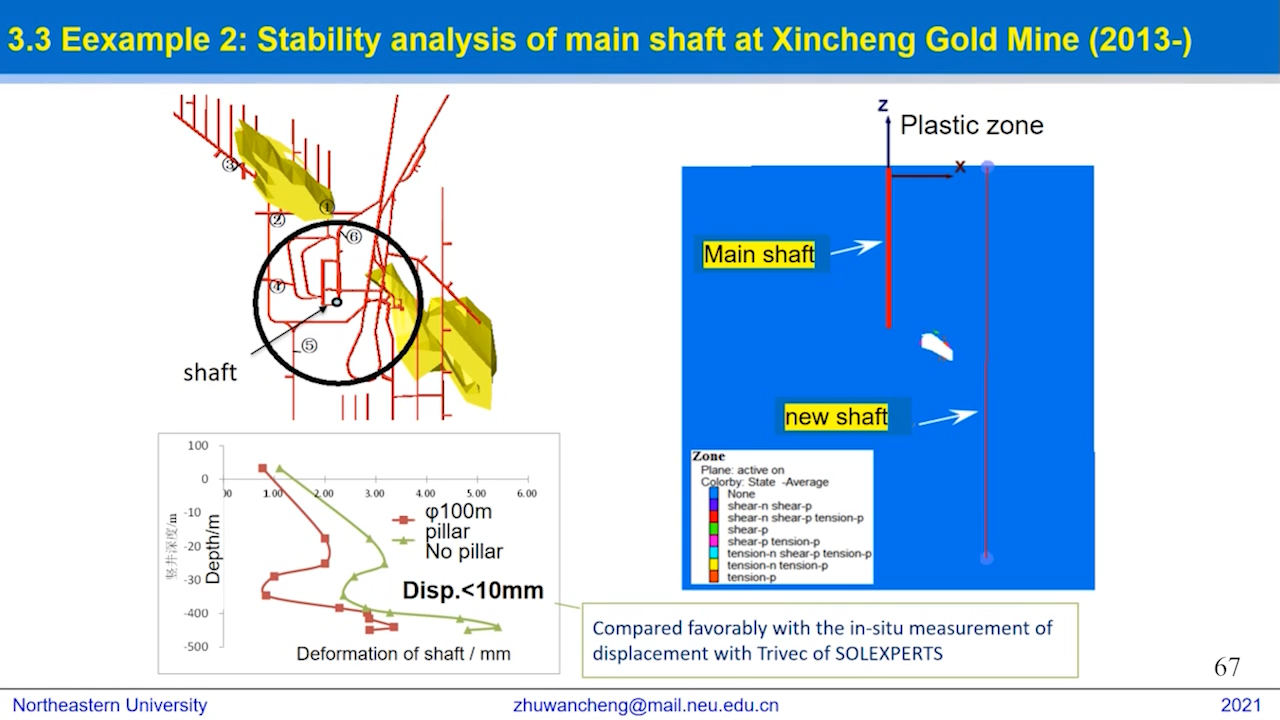 3.3 Eexample 2: Stability analysis of main shaft at Xincheng Gold Mine (2013-)
③
①
②
⑥
④
⑤
shaft
z
Plastic zone
x
Main shaft
new shaft
Zone
Plane: active on
Colorby: State -Average
None
shear-n shear-p
shear-n shear-p tension-p
shear-p
shear-p tension-p
tension-n shear-p tension-p
tension-n tension-p
tension-p
100
0
00
1.00
2.00
3.00
4.00
5.00
6.00
-10
-20
-30
-400
-500
竖井深度/m
Depth/m
φ100m
pillar
No pillar
Disp.<10mm
Deformation of shaft / mm
Compared favorably with the in-situ measurement of
displacement with Trivec of SOLEXPERTS
67
Northeastern University
zhuwancheng@mail.neu.edu.cn
2021